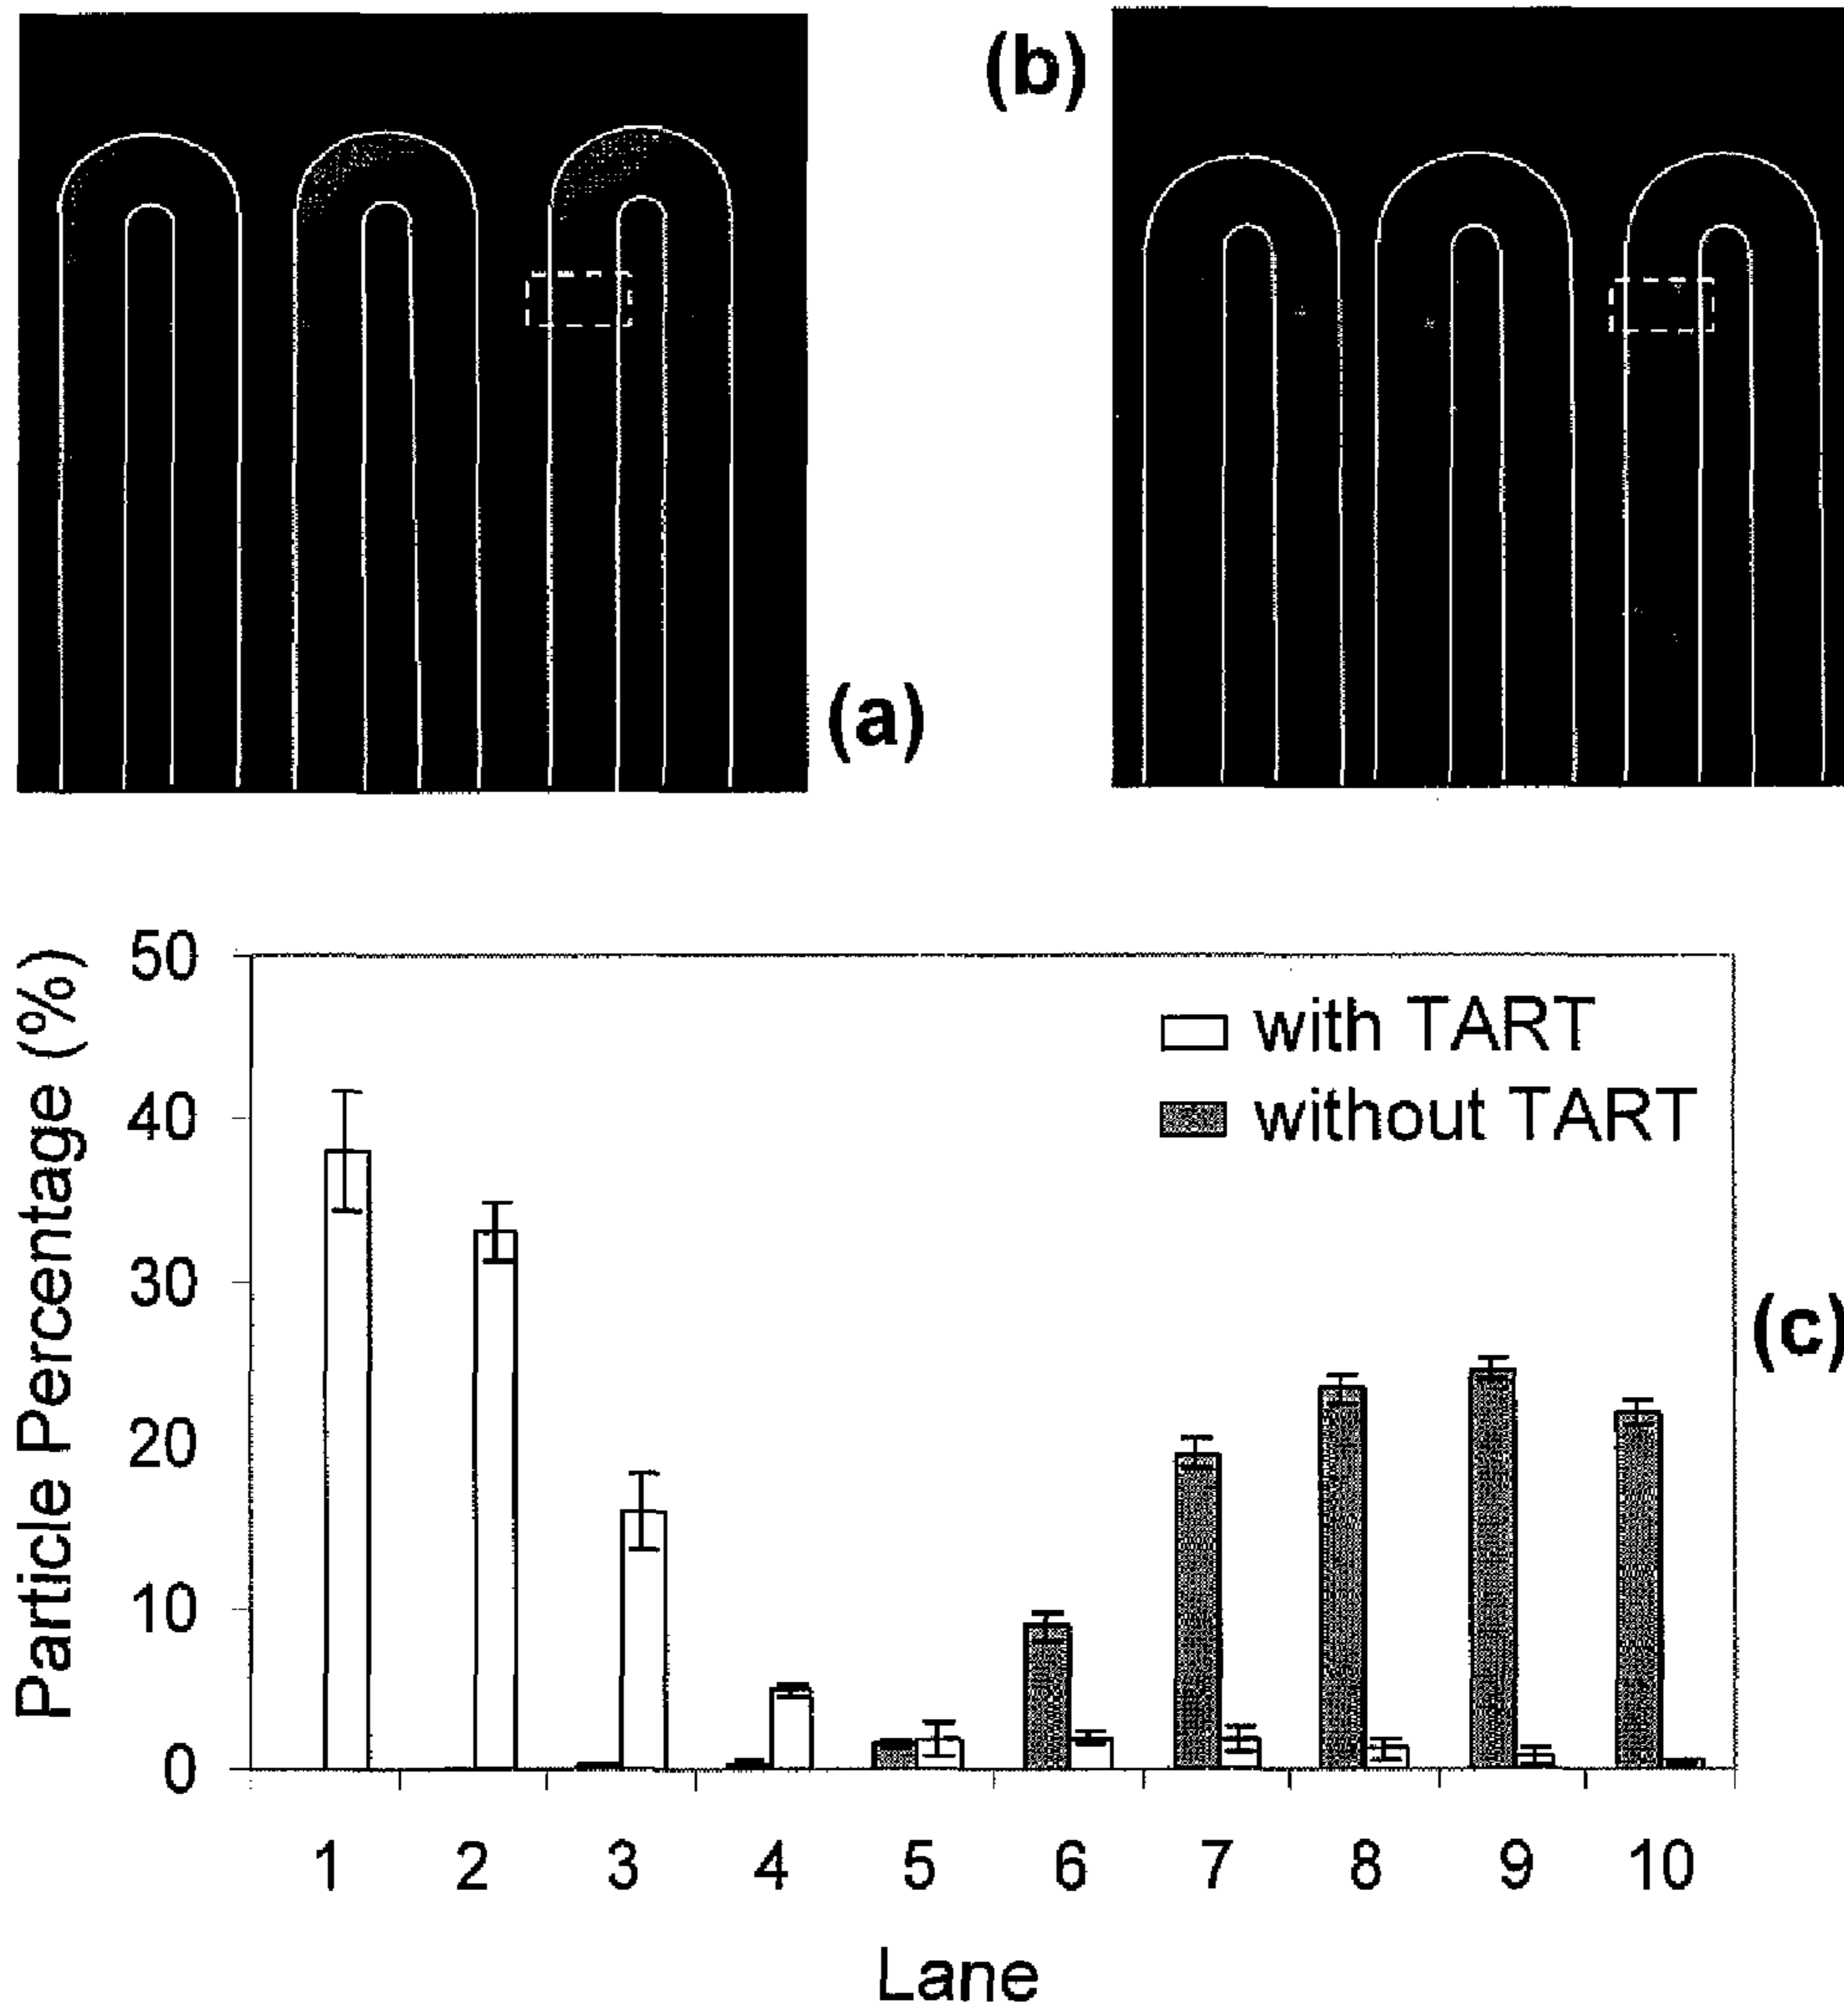 (b)
(a)
50
40
30
20
10
0
Particle Percentage (%)
with TART
without TART
(c)
1 2 3 4 5 6 7 8 9 10
Lane